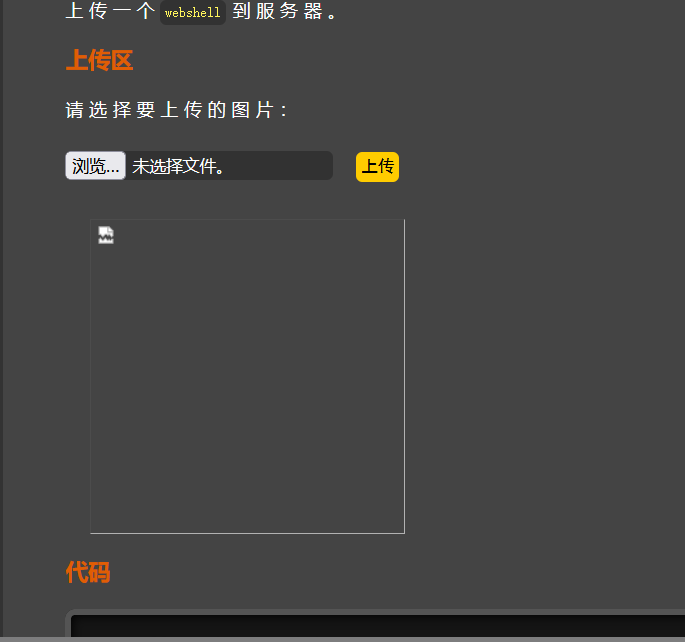 上传一个 webshell 到服务器。
上传区
请选择要上传的图片：
浏览... 未选择文件。 上传
代码